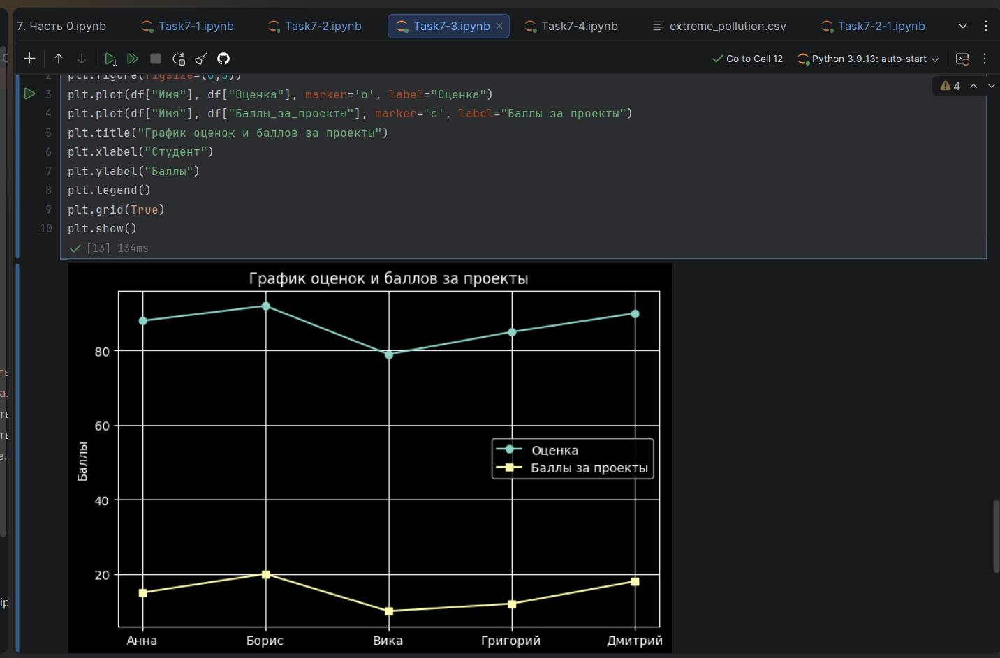 7. Часть 0.ipynb Task7-1.ipynb Task7-2.ipynb Task7-3.ipynb Task7-4.ipynb extreme_pollution.csv Task7-2-1.ipynb
Go to Cell 12 Python 3.9.13: auto-start
4
2 plt.figure(figsize=(8,5))
3 plt.plot(df["Имя"], df["Оценка"], marker='o', label="Оценка")
4 plt.plot(df["Имя"], df["Баллы_за_проекты"], marker='s', label="Баллы за проекты")
5 plt.title("График оценок и баллов за проекты")
6 plt.xlabel("Студент")
7 plt.ylabel("Баллы")
8 plt.legend()
9 plt.grid(True)
10 plt.show()
[13] 134ms
График оценок и баллов за проекты
80
60
40
20
Баллы
Оценка
Баллы за проекты
Анна Борис Вика Григорий Дмитрий